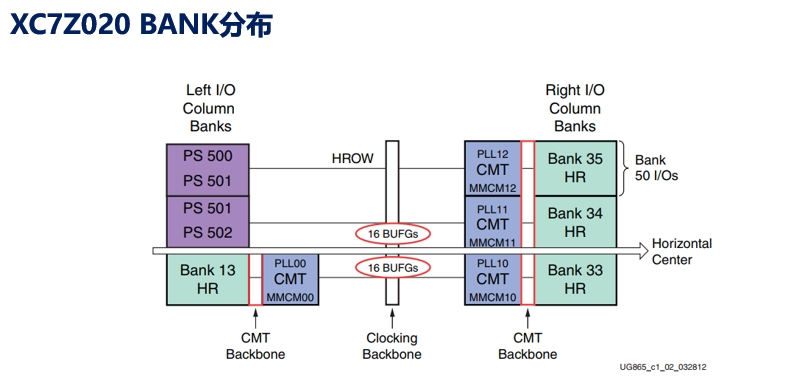 XC7Z020 BANK分布
Left I/O
Column
Banks
Right I/O
Column
Banks
PS 500
PS 501
PS 501
PS 502
Bank 13
HR
PLL00
CMT
MMCM00
HROW
16 BUFGs
16 BUFGs
PLL12
CMT
MMCM12
PLL11
CMT
MMCM11
PLL10
CMT
MMCM10
Bank 35
HR
Bank 34
HR
Bank 33
HR
Bank
50 I/Os
Horizontal
Center
CMT
Backbone
Clocking
Backbone
CMT
Backbone
UG865_c1_02_032812